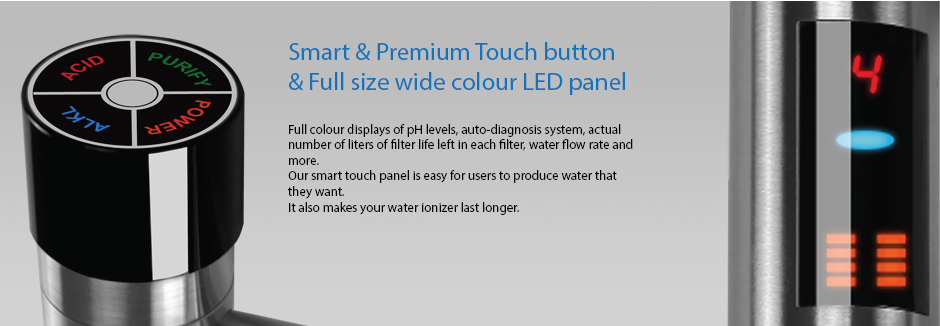 ACID
PURIFY
ALKL
POWER
Smart & Premium Touch button
& Full size wide colour LED panel
Full colour displays of pH levels, auto-diagnosis system, actual
number of liters of filter life left in each filter, water flow rate and
more.
Our smart touch panel is easy for users to produce water that
they want.
It also makes your water ionizer last longer.
4